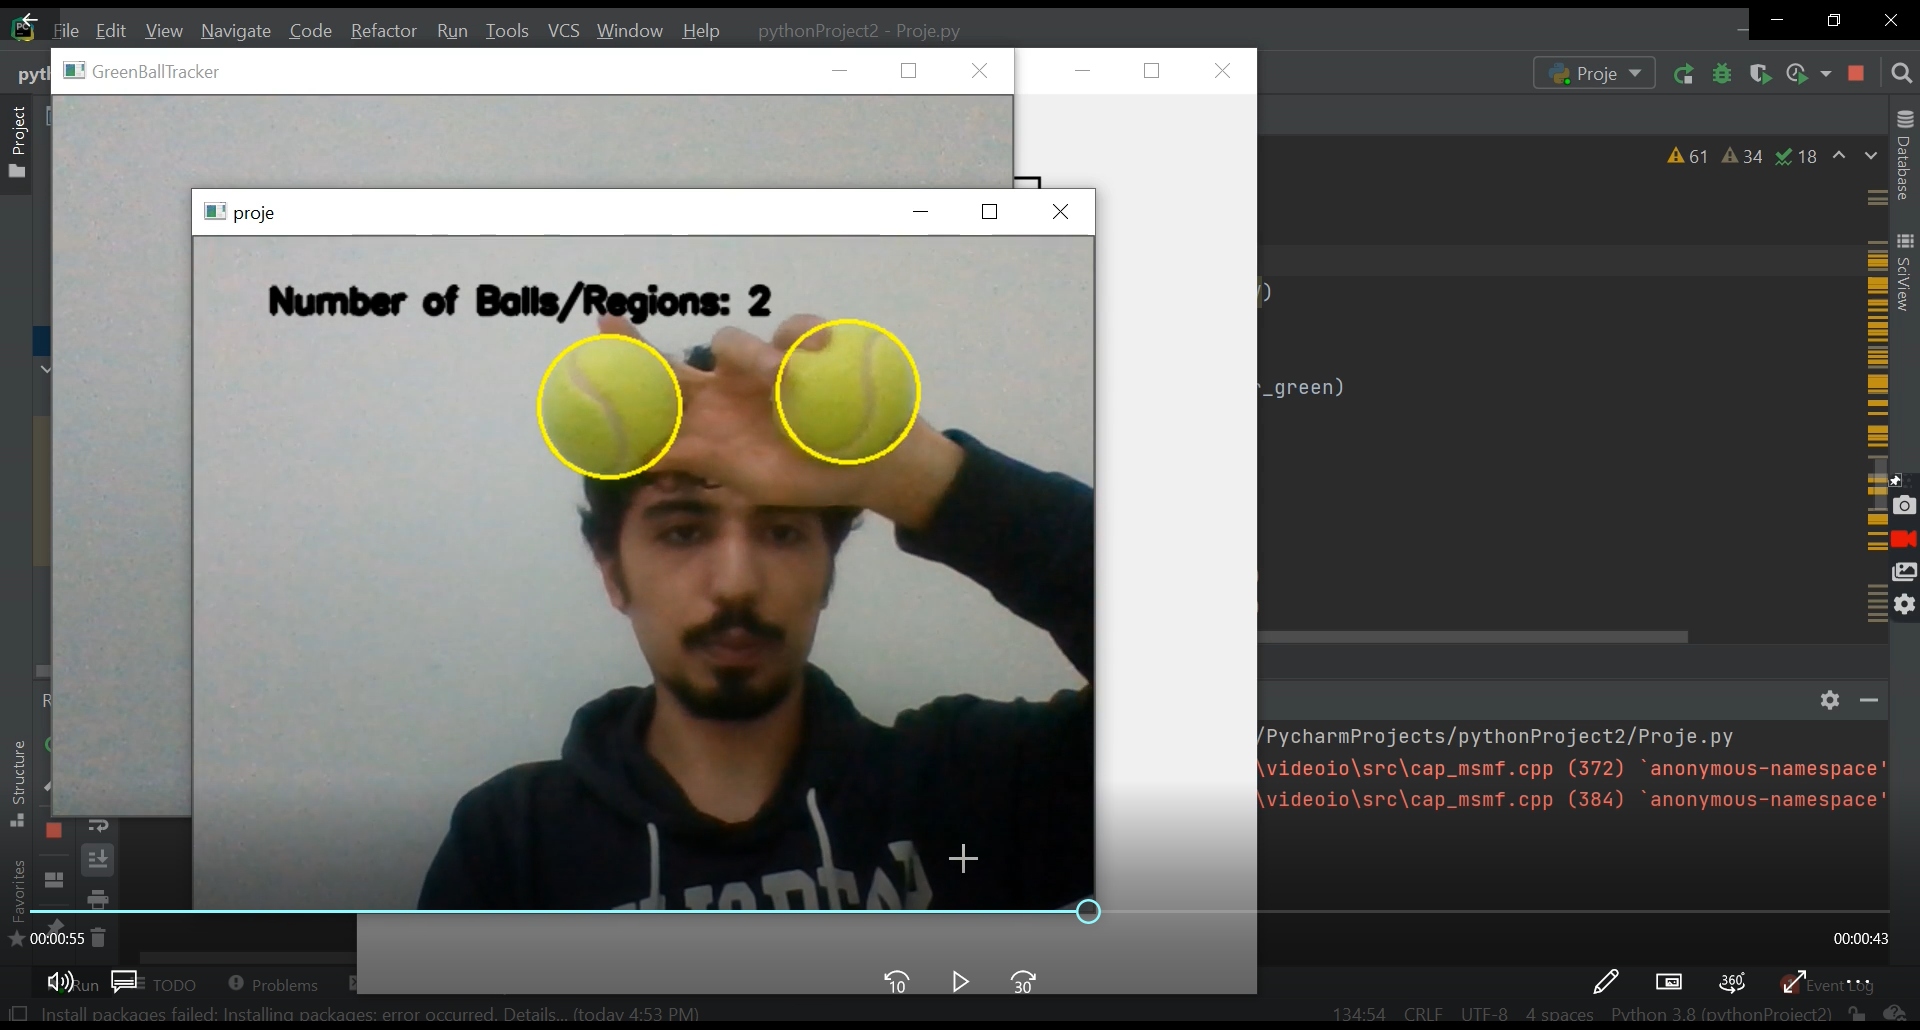 File Edit View Navigate Code Refactor Run Tools VCS Window Help pythonProject2 - Proje.py
Proje
GreenBallTracker
Project
61 34 18
Database
proje
Number of Balls/Regions: 2
)
SciView
_green)
/PycharmProjects/pythonProject2/Proje.py
\videoio\src\cap_msmf.cpp (372) `anonymous-namespace'
\videoio\src\cap_msmf.cpp (384) `anonymous-namespace'
Structure
Favorites
00:00:55 00:00:43
Run TODO Problems 10 30 360° Event Log
Install packages failed: Installing packages: error occurred. Details... (today 4:53 PM) 134:54 CRLF UTF-8 4 spaces Python 3.8 (pythonProject2)